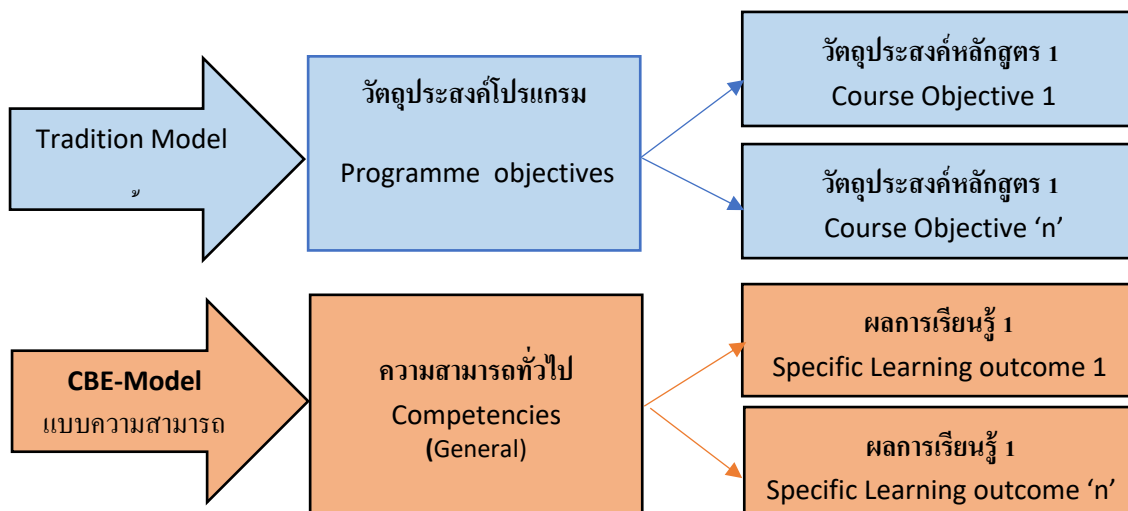 Tradition Model
วัตถุประสงค์โปรแกรม
Programme objectives
วัตถุประสงค์หลักสูตร 1
Course Objective 1
วัตถุประสงค์หลักสูตร 1
Course Objective ‘n’
CBE-Model
แบบความสามารถ
ความสามารถทั่วไป
Competencies
(General)
ผลการเรียนรู้ 1
Specific Learning outcome 1
ผลการเรียนรู้ 1
Specific Learning outcome ‘n’